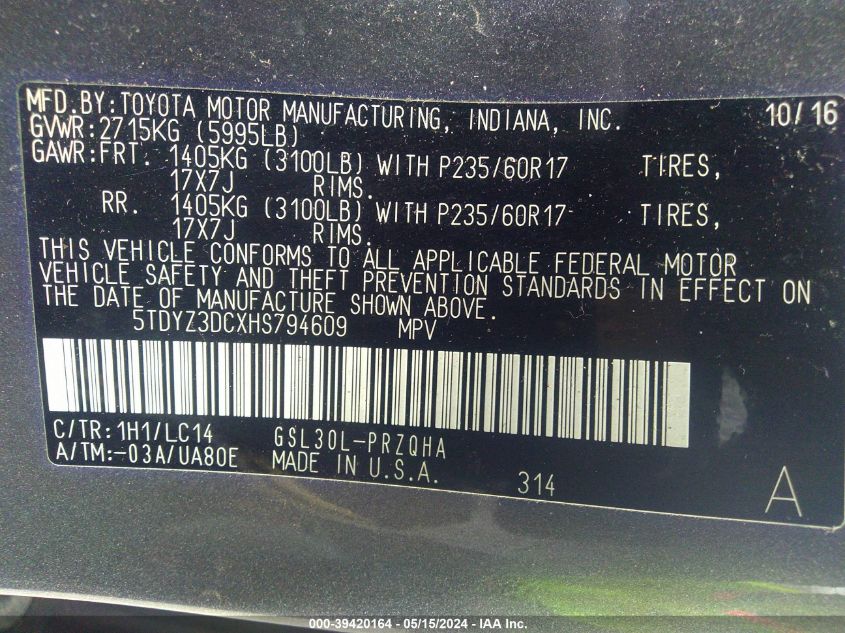 MFD.BY:TOYOTA MOTOR MANUFACTURING, INDIANA, INC. 10/16
GVWR:2715KG (5995LB)
GAWR:FRT. 1405KG (3100LB) WITH P235/60R17 TIRES,
17X7J RIMS.
RR. 1405KG (3100LB) WITH P235/60R17 TIRES,
17X7J RIMS.
THIS VEHICLE CONFORMS TO ALL APPLICABLE FEDERAL MOTOR
VEHICLE SAFETY AND THEFT PREVENTION STANDARDS IN EFFECT ON
THE DATE OF MANUFACTURE SHOWN ABOVE.
5TDYZ3DCXHS794609 MPV
C/TR:1H1/LC14 GSL30L-PRZQHA
A/TM:-03A/UA80E MADE IN U.S.A. 314 A
000-39420164 - 05/15/2024 - IAA Inc.